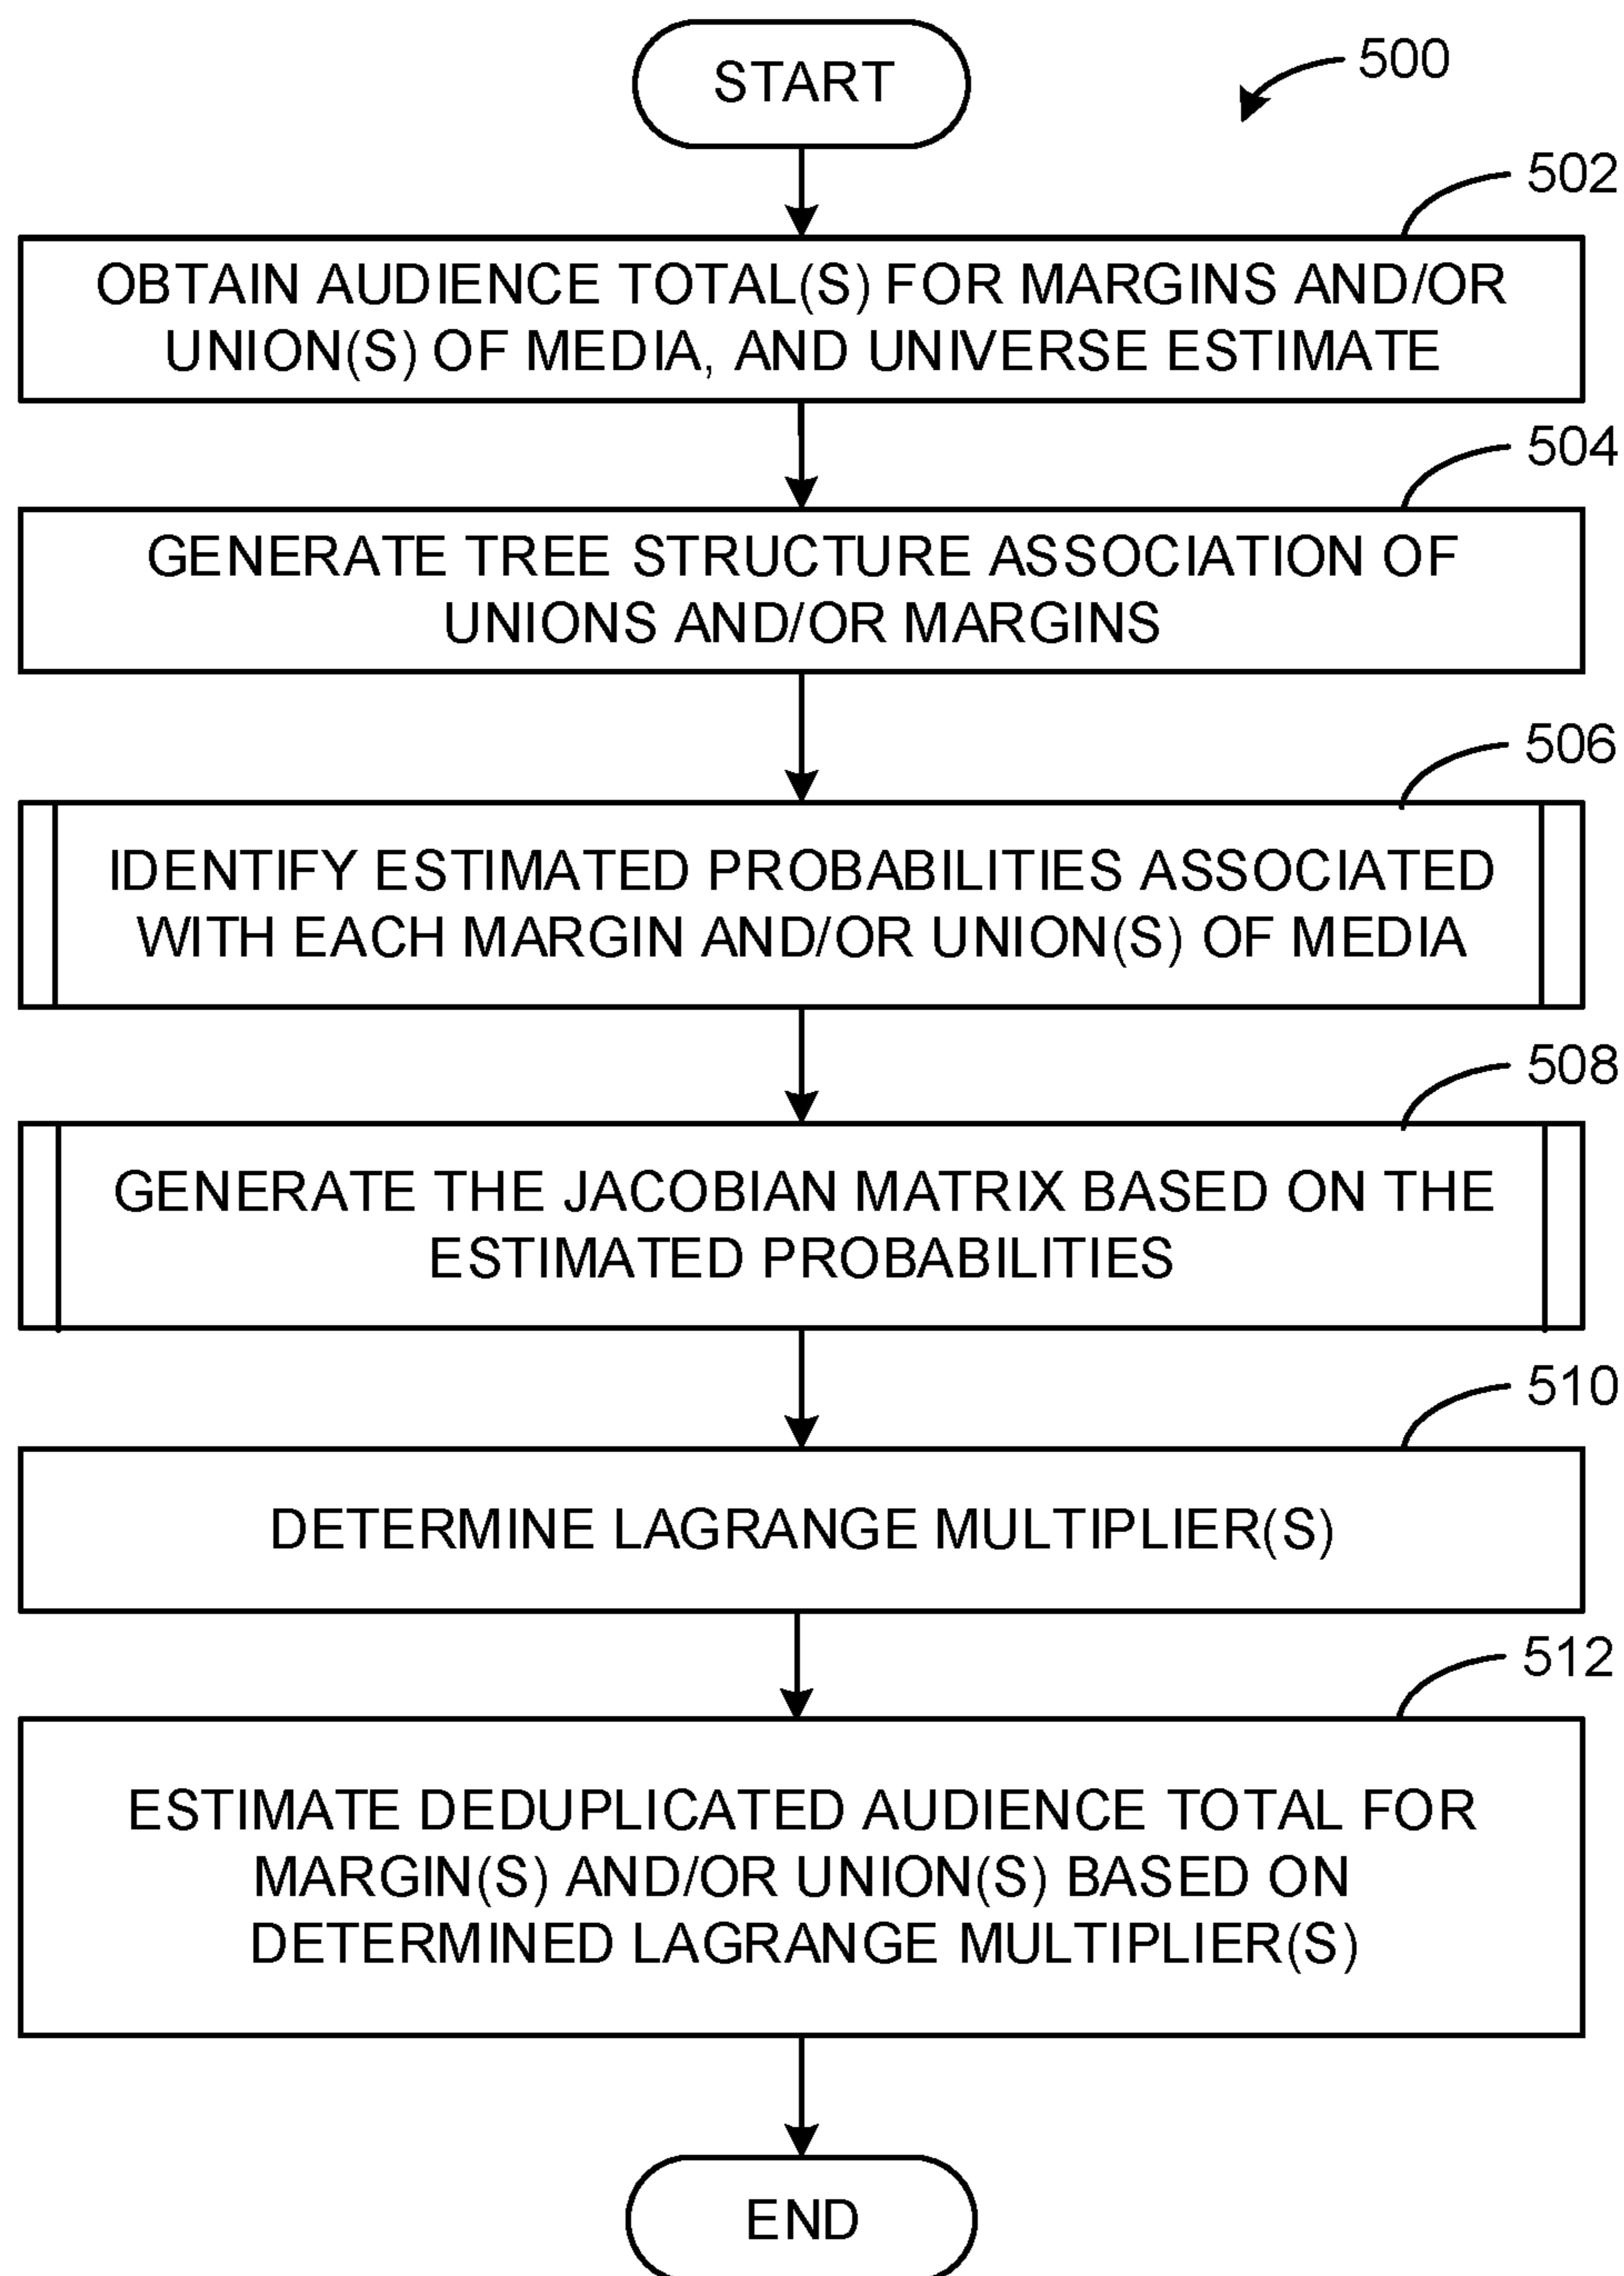 START
500
502
OBTAIN AUDIENCE TOTAL(S) FOR MARGINS AND/OR
UNION(S) OF MEDIA, AND UNIVERSE ESTIMATE
504
GENERATE TREE STRUCTURE ASSOCIATION OF
UNIONS AND/OR MARGINS
506
IDENTIFY ESTIMATED PROBABILITIES ASSOCIATED
WITH EACH MARGIN AND/OR UNION(S) OF MEDIA
508
GENERATE THE JACOBIAN MATRIX BASED ON THE
ESTIMATED PROBABILITIES
510
DETERMINE LAGRANGE MULTIPLIER(S)
512
ESTIMATE DEDUPLICATED AUDIENCE TOTAL FOR
MARGIN(S) AND/OR UNION(S) BASED ON
DETERMINED LAGRANGE MULTIPLIER(S)
END